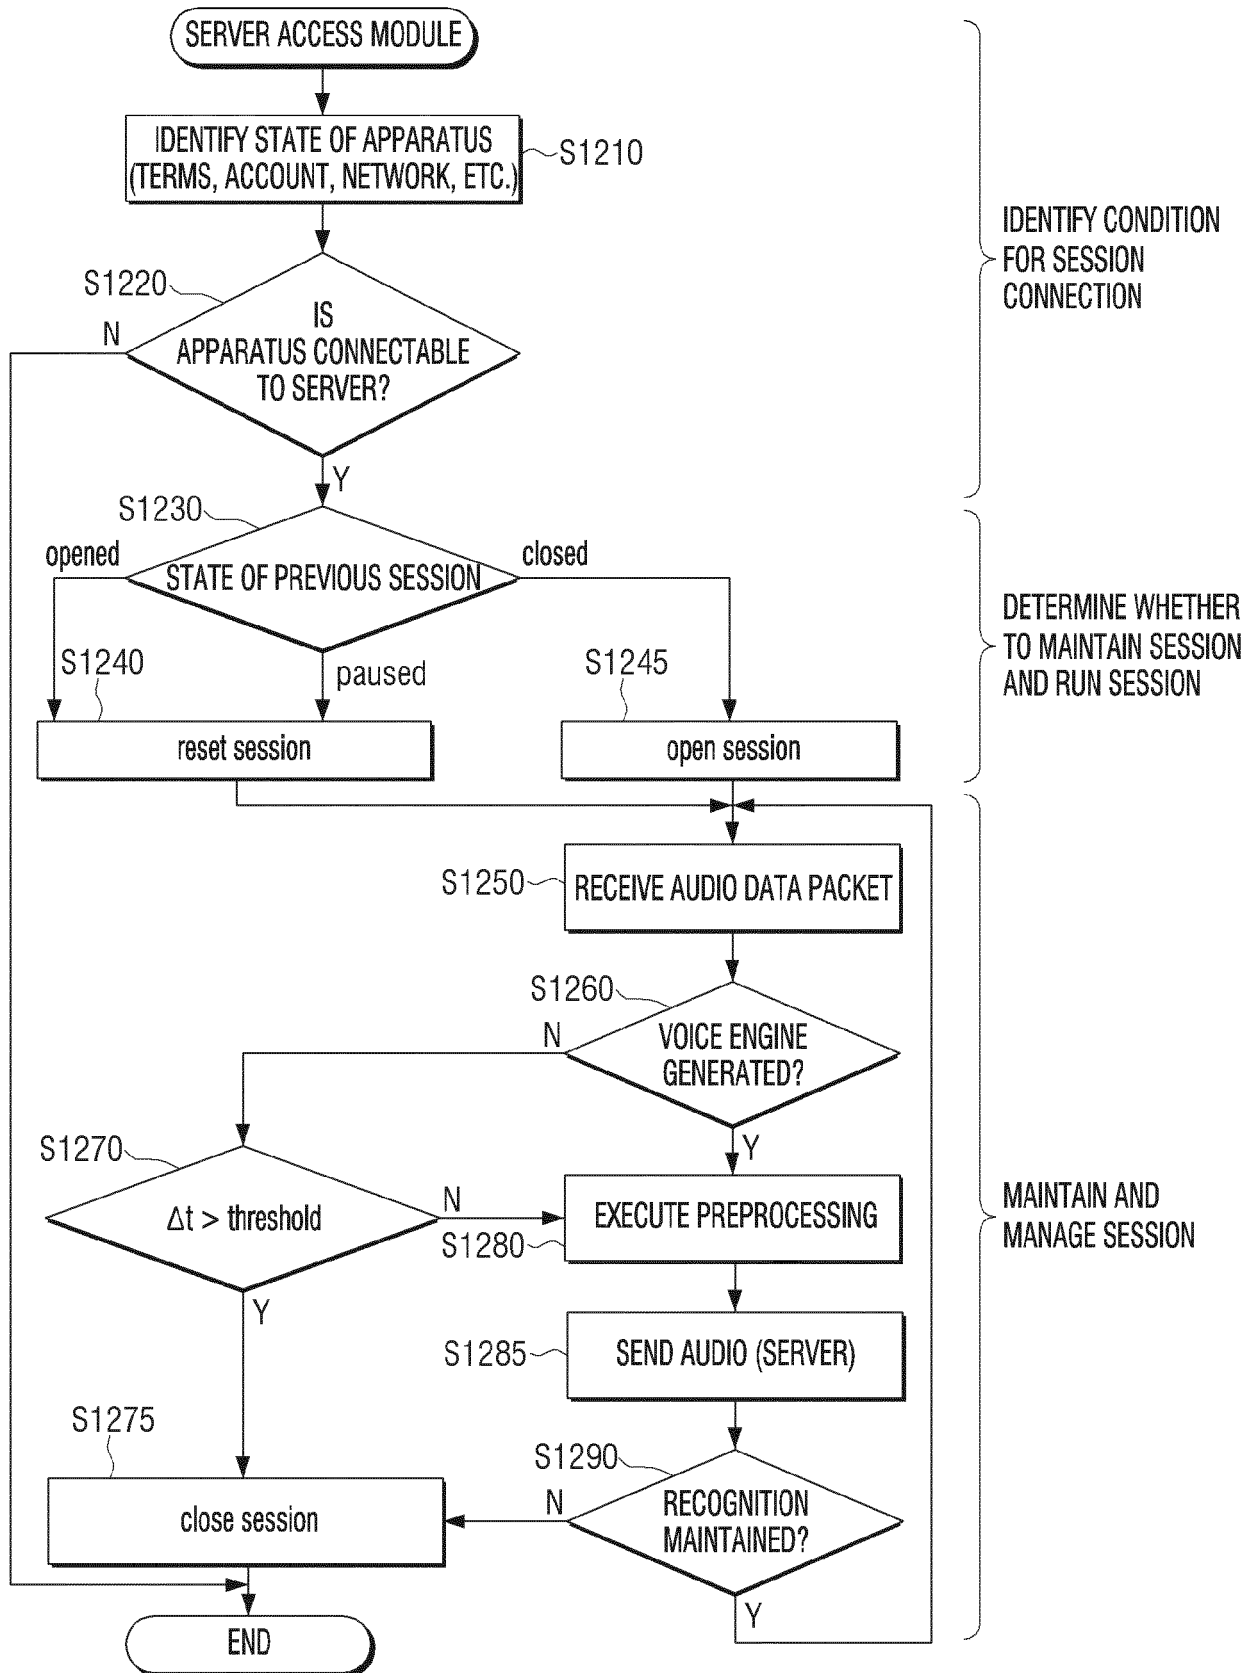 SERVER ACCESS MODULE
IDENTIFY STATE OF APPARATUS
(TERMS, ACCOUNT, NETWORK, ETC.)
S1210
IDENTIFY CONDITION
FOR SESSION
CONNECTION
S1220
N
IS
APPARATUS CONNECTABLE
TO SERVER?
Y
S1230
opened
closed
STATE OF PREVIOUS SESSION
DETERMINE WHETHER
TO MAINTAIN SESSION
AND RUN SESSION
S1240
paused
S1245
reset session
open session
S1250
RECEIVE AUDIO DATA PACKET
S1260
N
VOICE ENGINE
GENERATED?
Y
S1270
Δt > threshold
N
EXECUTE PREPROCESSING
S1280
MAINTAIN AND
MANAGE SESSION
Y
S1285
SEND AUDIO (SERVER)
S1275
S1290
close session
N
RECOGNITION
MAINTAINED?
Y
END